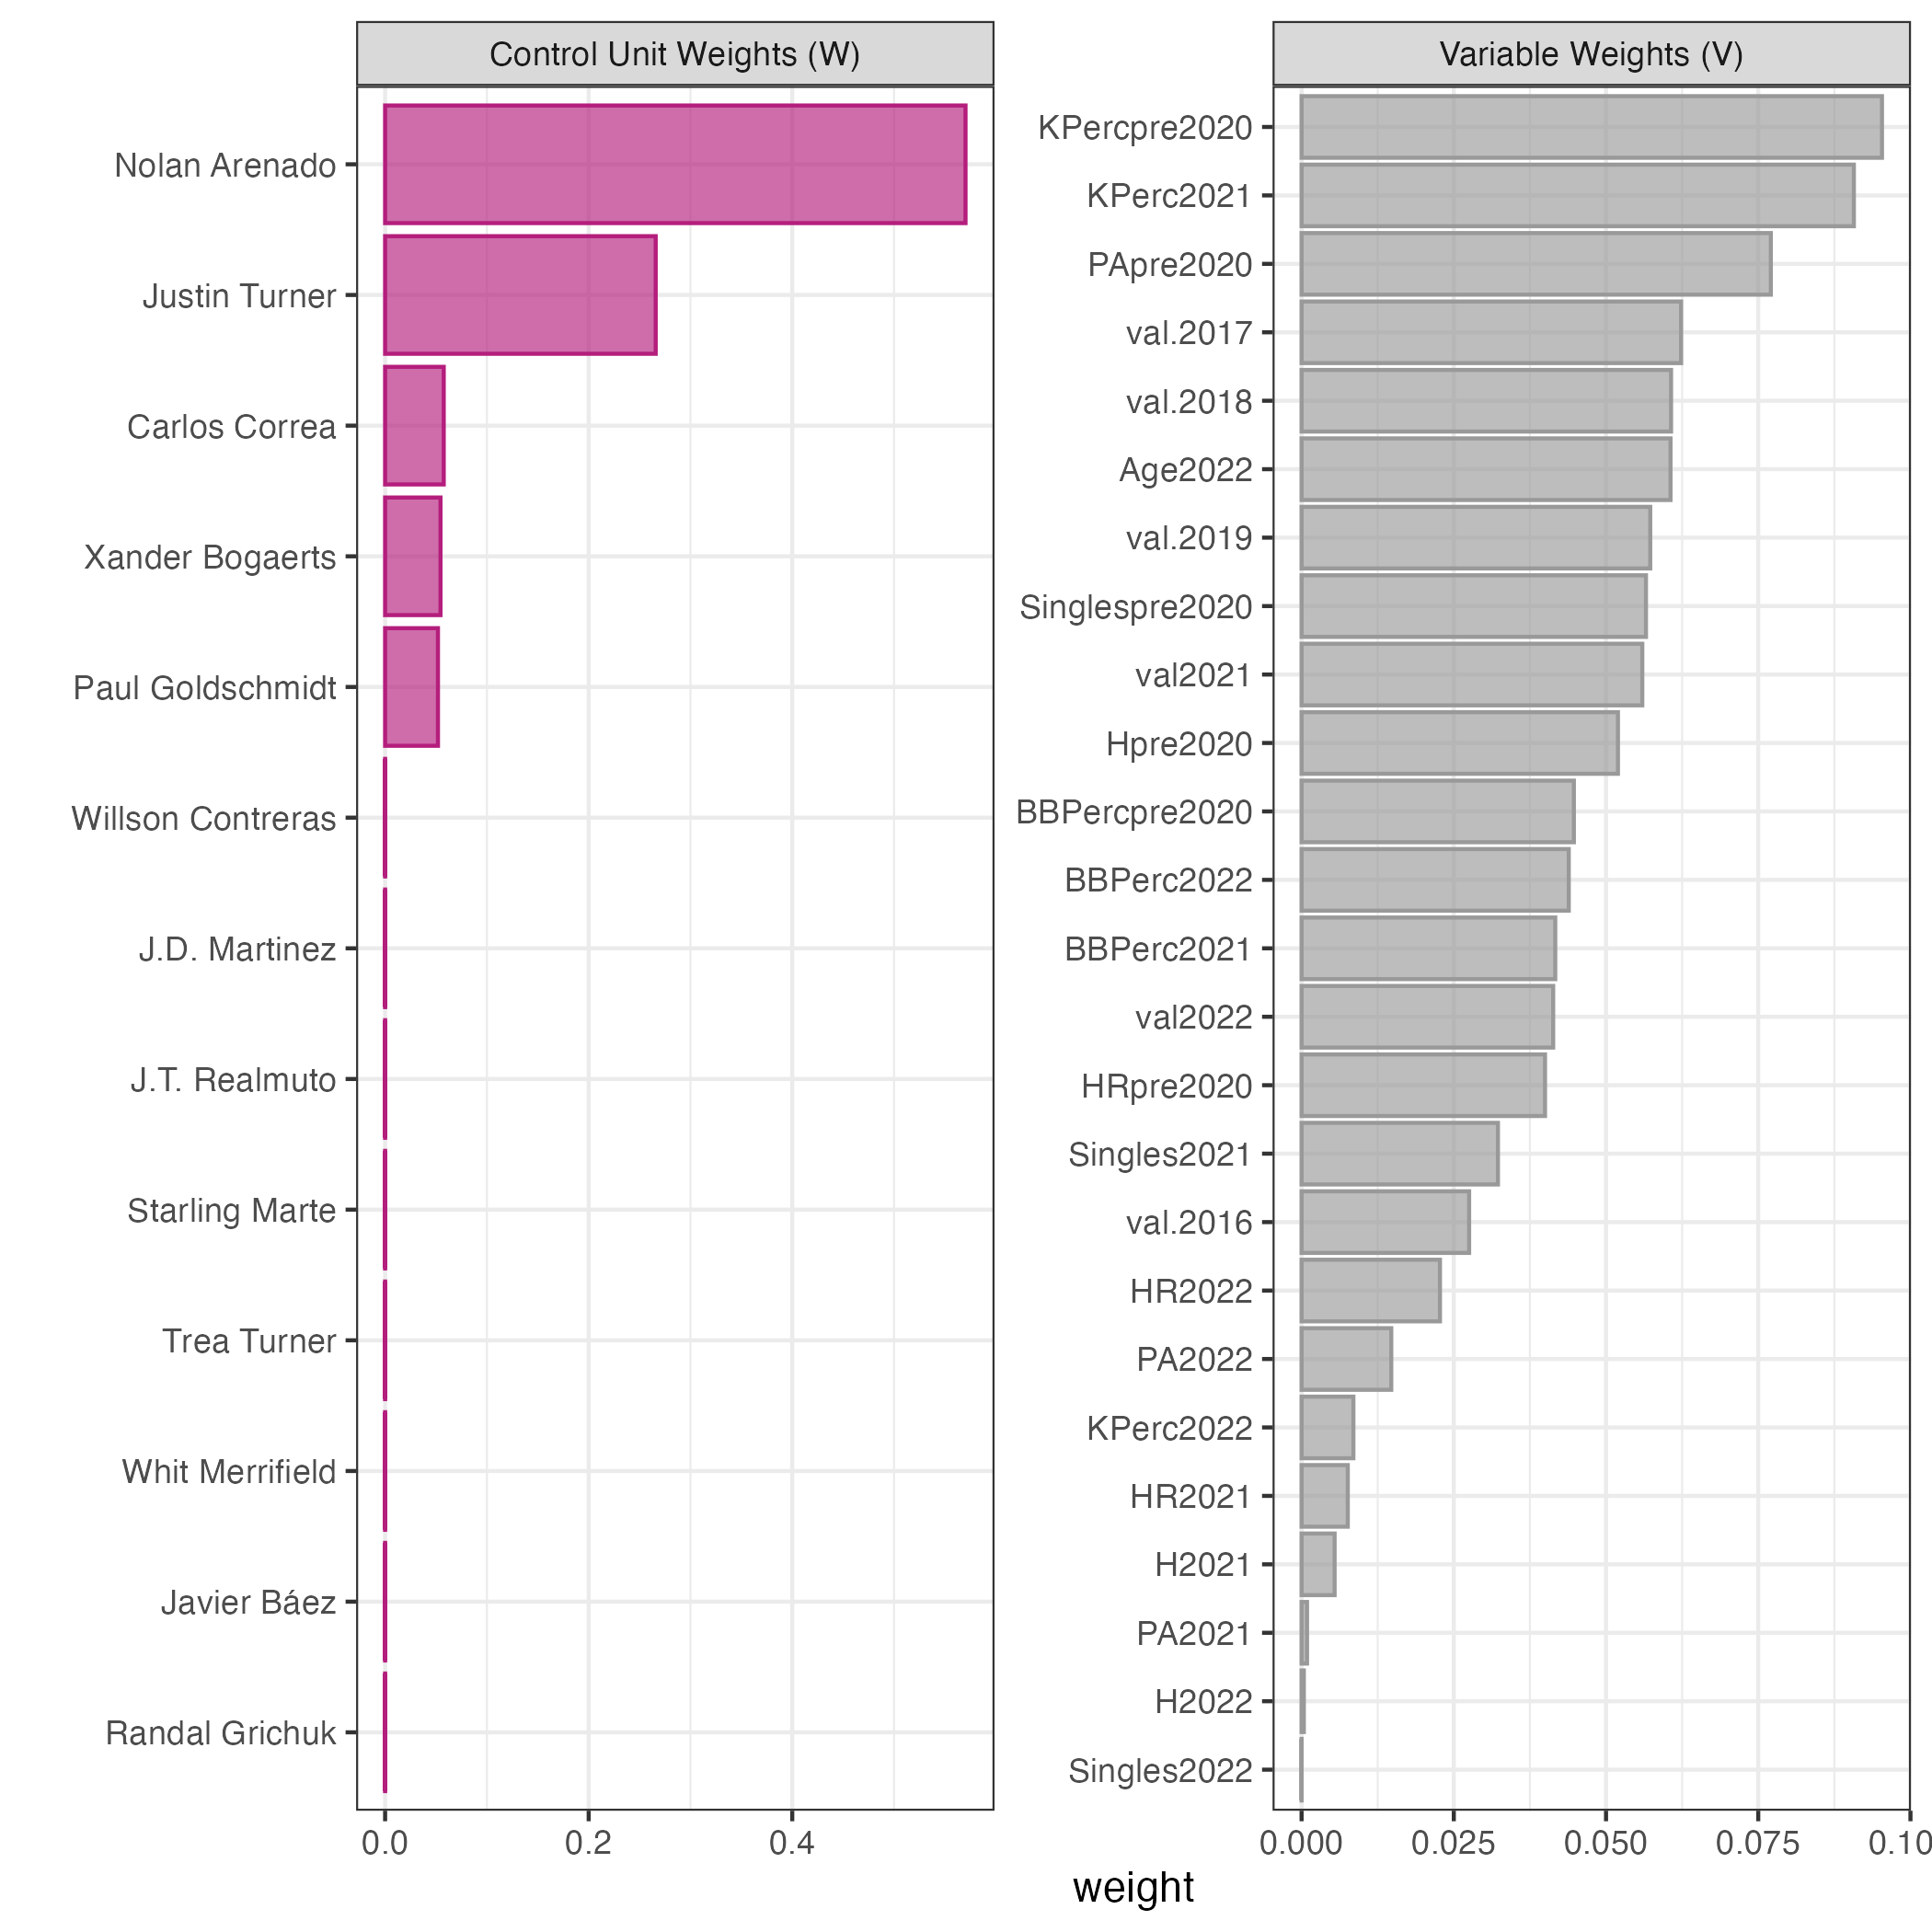 Control Unit Weights (W)
Nolan Arenado
Justin Turner
Carlos Correa
Xander Bogaerts
Paul Goldschmidt
Willson Contreras
J.D. Martinez
J.T. Realmuto
Starling Marte
Trea Turner
Whit Merrifield
Javier Báez
Randal Grichuk
0.0 0.2 0.4
Variable Weights (V)
KPercpre2020
KPerc2021
PApre2020
val.2017
val.2018
Age2022
val.2019
Singlespre2020
val2021
Hpre2020
BBPercpre2020
BBPerc2022
BBPerc2021
val2022
HRpre2020
Singles2021
val.2016
HR2022
PA2022
KPerc2022
HR2021
H2021
PA2021
H2022
Singles2022
0.000 0.025 0.050 0.075 0.10
weight